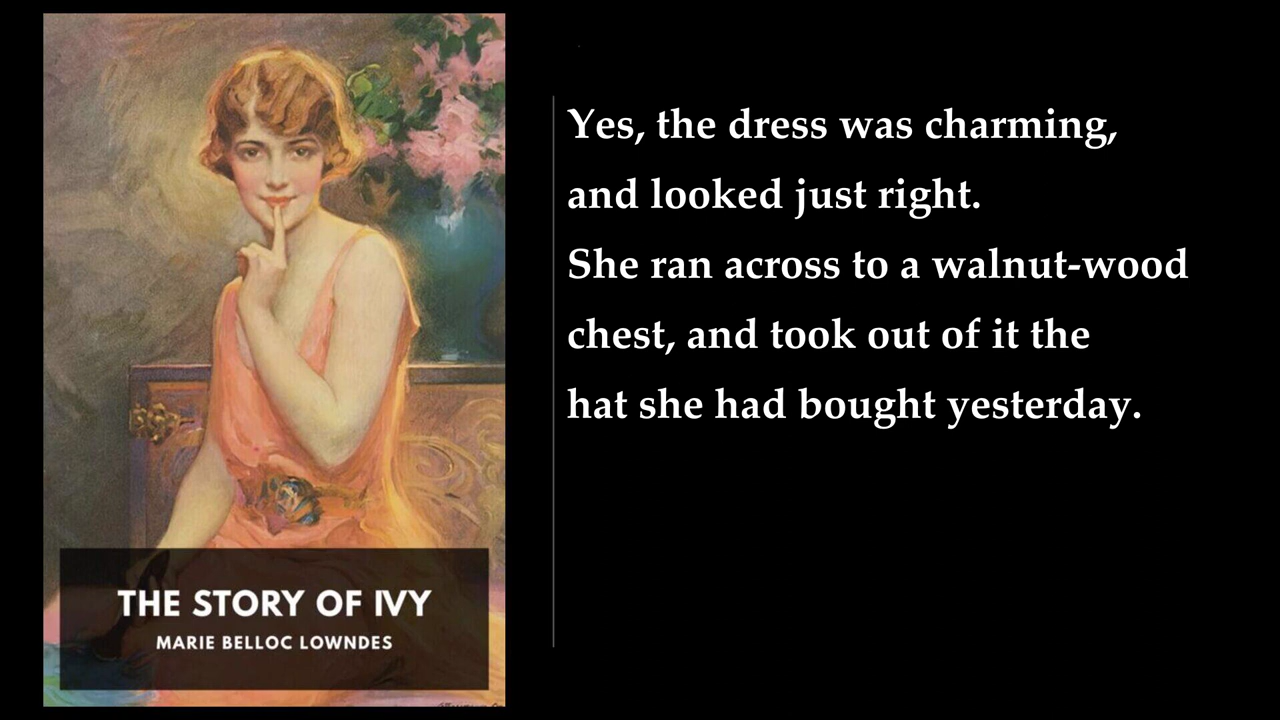 THE STORY OF IVY
MARIE BELLOC LOWNDES
Yes, the dress was charming,
and looked just right.
She ran across to a walnut-wood
chest, and took out of it the
hat she had bought yesterday.